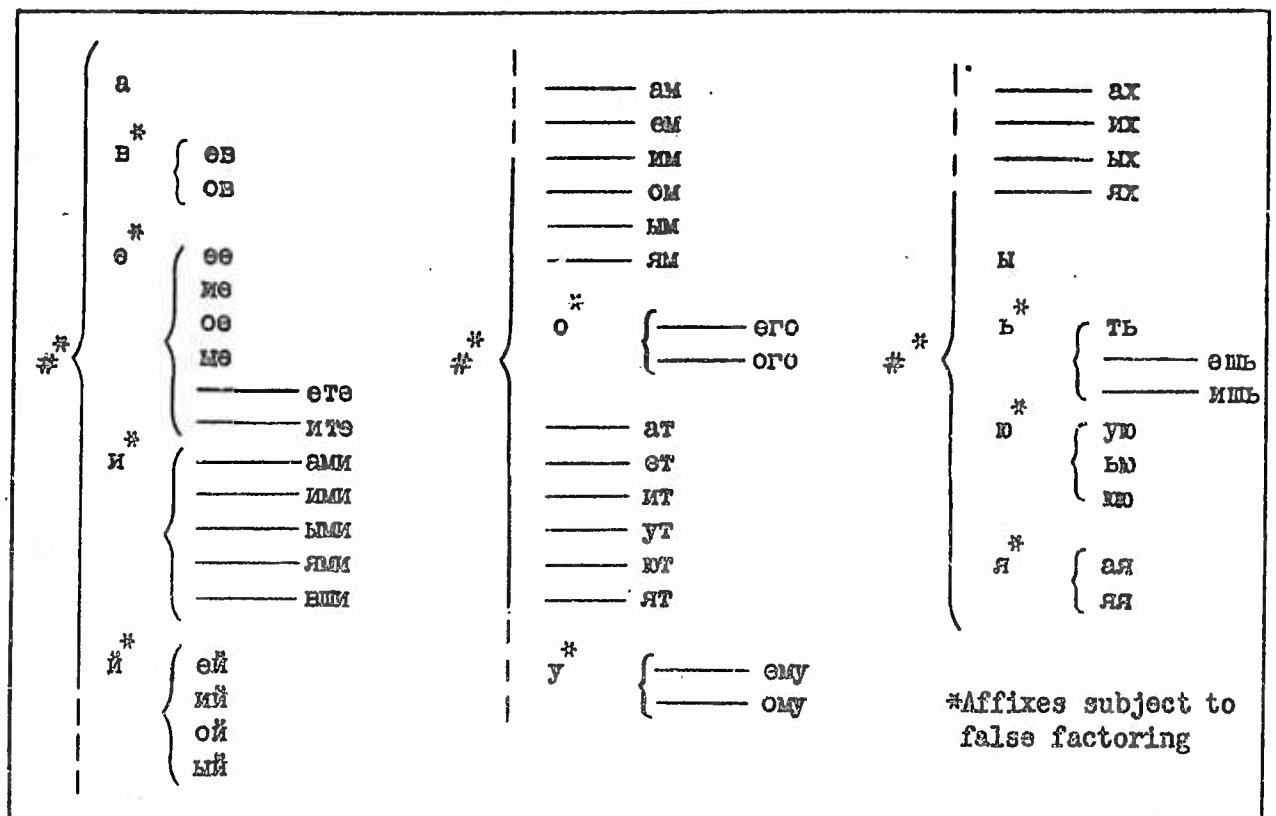 а
в*
ев
ов
е*
ее
ие
ое
ые
ете
ите
#*
и*
ами
ими
ыми
ями
вши
й*
ей
ий
ой
ый
ам
ем
им
ом
ым
ям
о*
его
ого
#*
ат
ет
ит
ут
ют
ят
у*
ему
ому
ах
их
ых
ях
ы
ь*
ть
ешь
ишь
#*
ю*
ую
ью
юю
я*
ая
яя
*Affixes subject to
false factoring